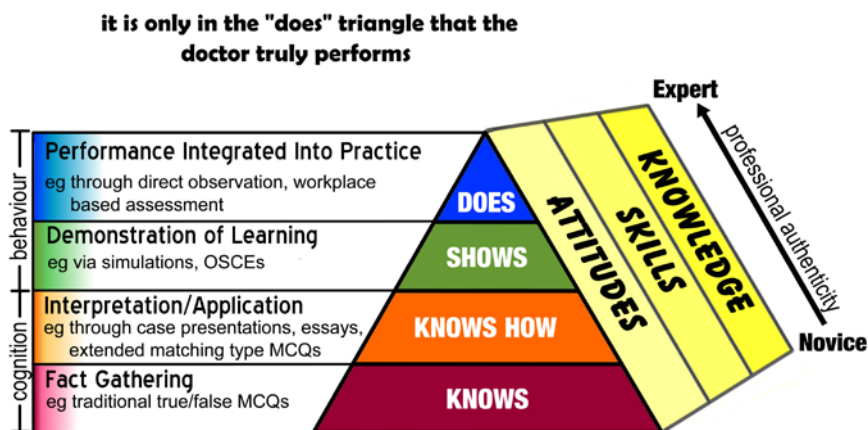 it is only in the "does" triangle that the
doctor truly performs
Expert
professional authenticity
Novice
behaviour
cognition
Performance Integrated Into Practice
eg through direct observation, workplace
based assessment
DOES
Demonstration of Learning
eg via simulations, OSCEs
SHOWS
Interpretation/Application
eg through case presentations, essays,
extended matching type MCQs
KNOWS HOW
Fact Gathering
eg traditional true/false MCQs
KNOWS
ATTITUDES
SKILLS
KNOWLEDGE